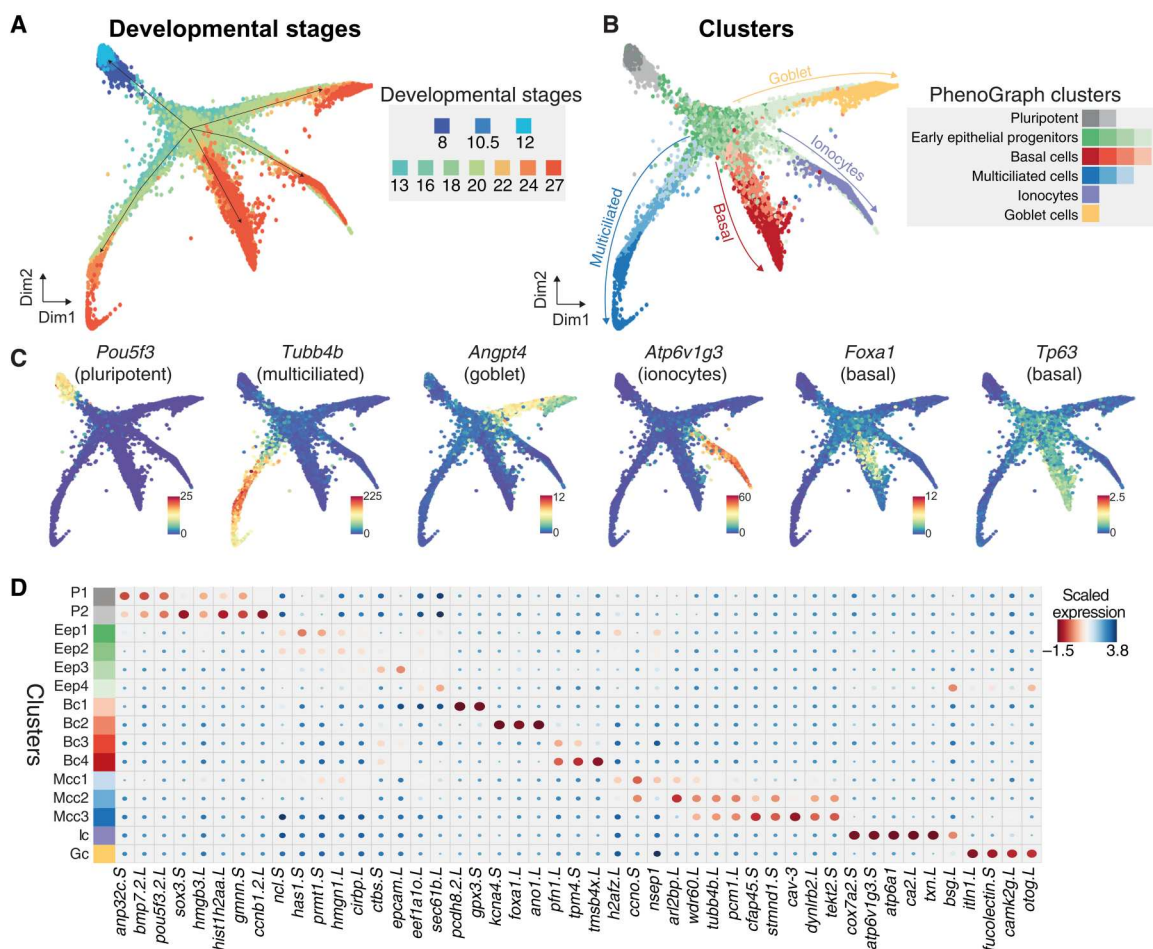 A
Developmental stages
Developmental stages
8 10.5 12
13 16 18 20 22 24 27
Dim2
Dim1
B
Clusters
Goblet
Ionocytes
Basal
Multiciliated
Dim2
Dim1
PhenoGraph clusters
Pluripotent
Early epithelial progenitors
Basal cells
Multiciliated cells
Ionocytes
Goblet cells
C
Pou5f3
(pluripotent)
25
0
Tubb4b
(multiciliated)
225
0
Angpt4
(goblet)
12
0
Atp6v1g3
(ionocytes)
60
0
Foxa1
(basal)
12
0
Tp63
(basal)
2.5
0
D
Clusters
P1
P2
Eep1
Eep2
Eep3
Eep4
Bc1
Bc2
Bc3
Bc4
Mcc1
Mcc2
Mcc3
Ic
Gc
Scaled
expression
−1.5 3.8
anp32c.S
bmp7.2.L
pou5f3.2.L
sox3.S
hmgb3.L
hist1h2aa.L
gmnn.S
ccnb1.2.L
ncl.S
has1.S
prmt1.S
hmgn1.L
cirbp.L
ctbs.S
epcam.L
eef1a1o.L
sec61b.L
pcdh8.2.L
gpx3.S
kcna4.S
foxa1.L
ano1.L
pfn1.L
tpm4.S
tmsb4x.L
h2afz.L
ccno.S
nsep1
arl2bp.L
wdr60.L
tubb4b.L
pcm1.L
cfap45.S
stmnd1.S
cav-3
dynlrb2.L
tekt2.S
cox7a2.S
atp6v1g3.S
atp6a1
ca2.L
txn.L
bsg.L
itln1.L
fucolectin.S
camk2g.L
otog.L